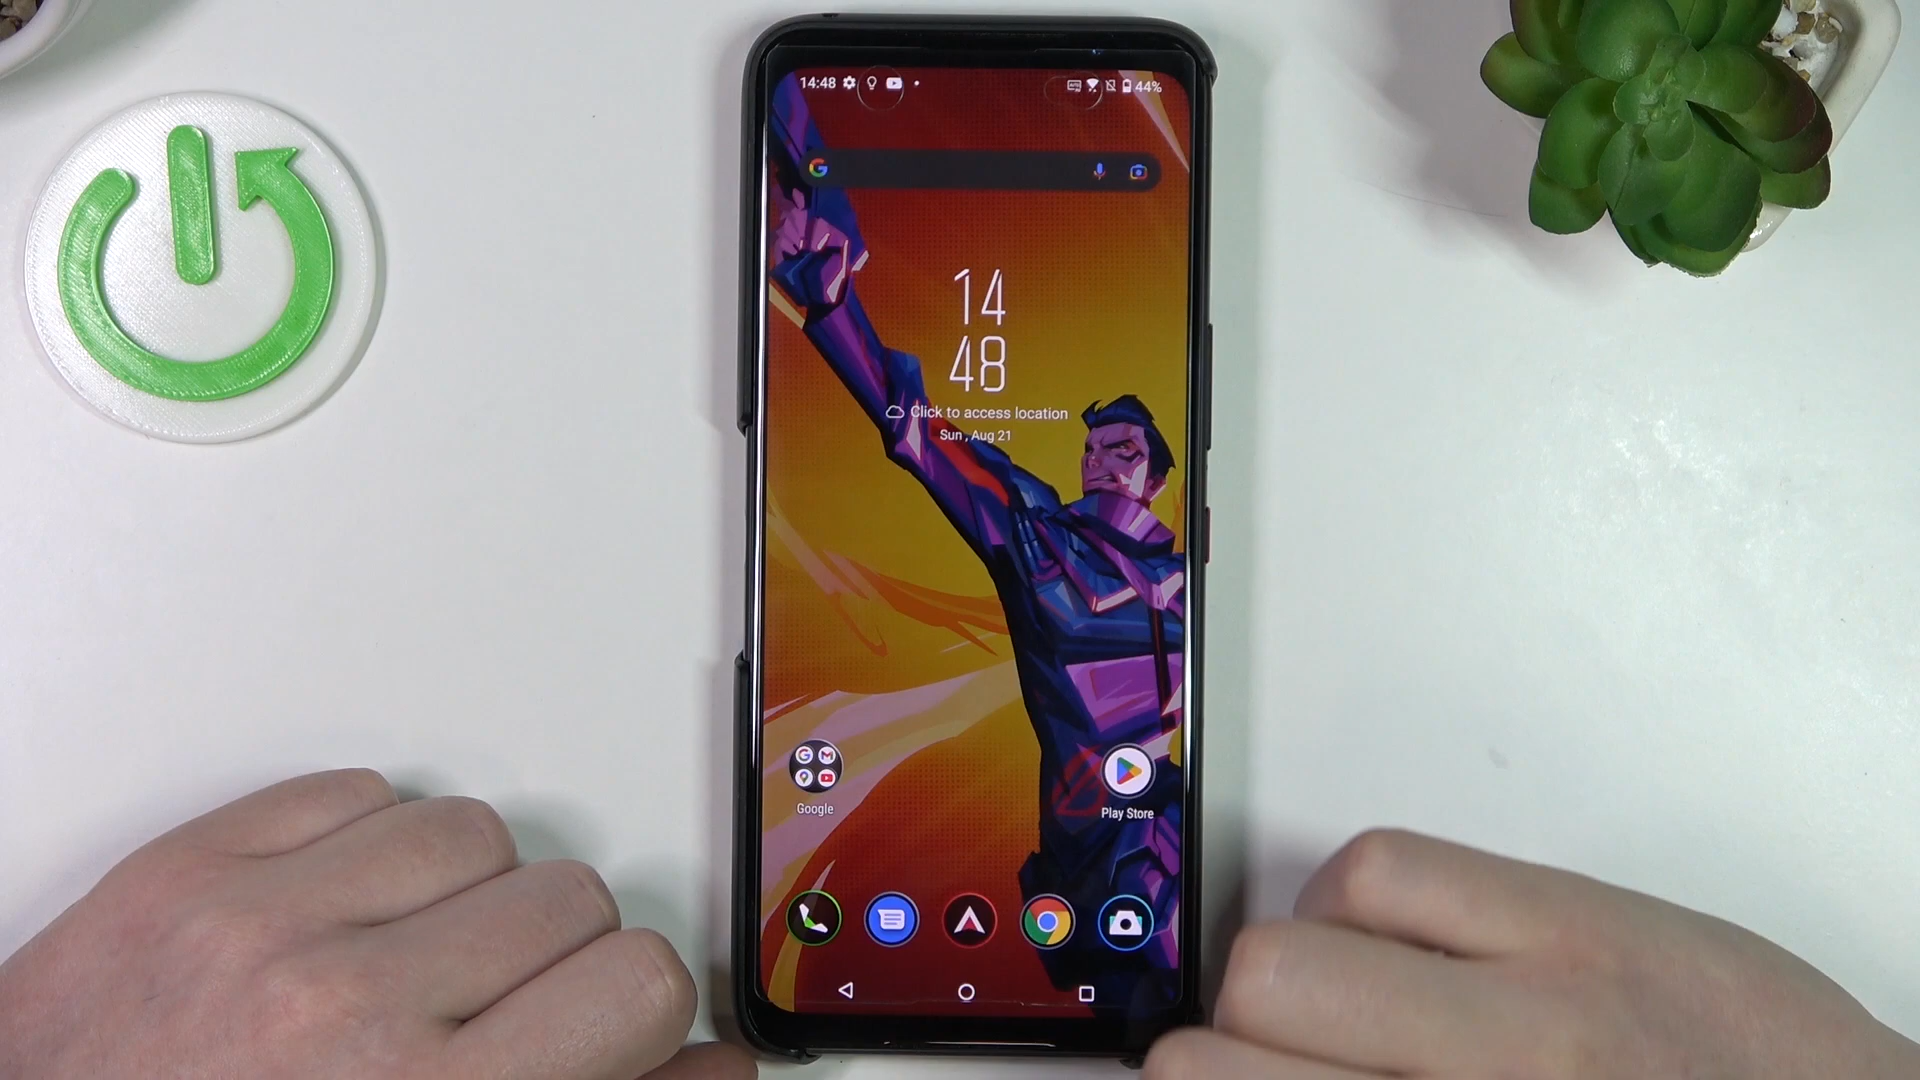 14:48 44%
14
48
Click to access location
Sun , Aug 21
Google
Play Store